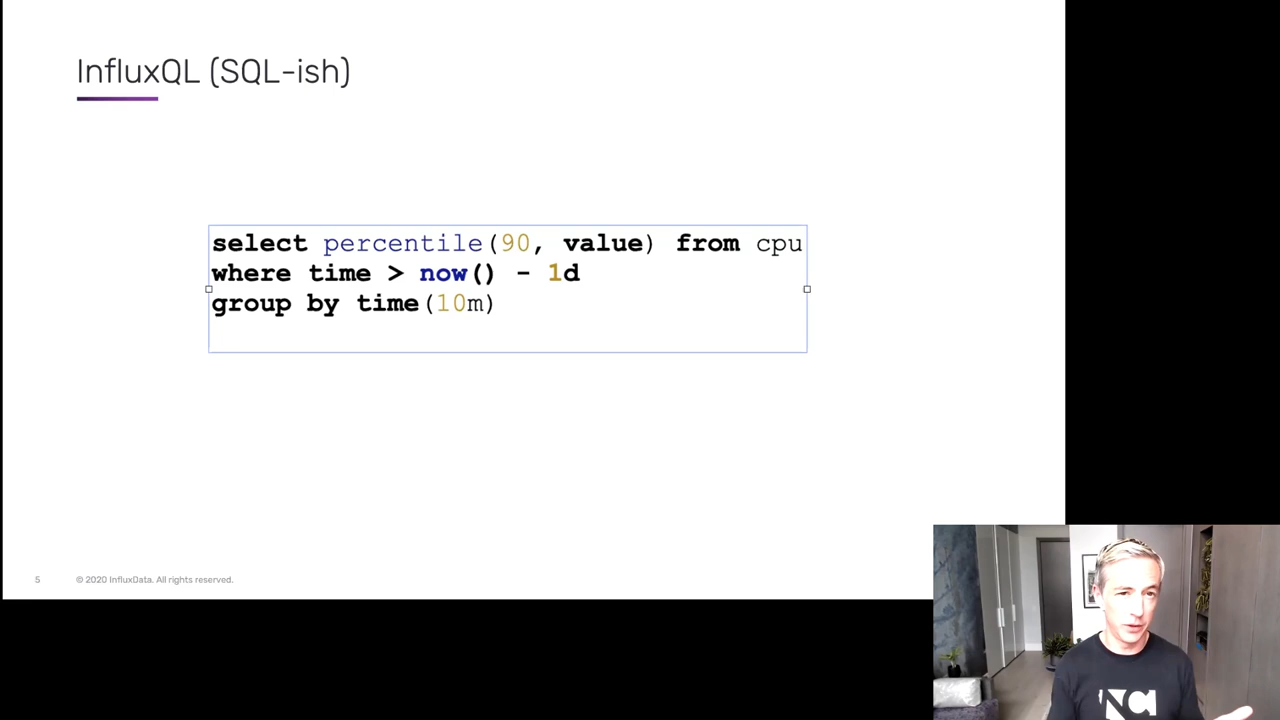 InfluxQL (SQL-ish)
select percentile(90, value) from cpu
where time > now() - 1d
group by time(10m)
5 © 2020 InfluxData. All rights reserved.